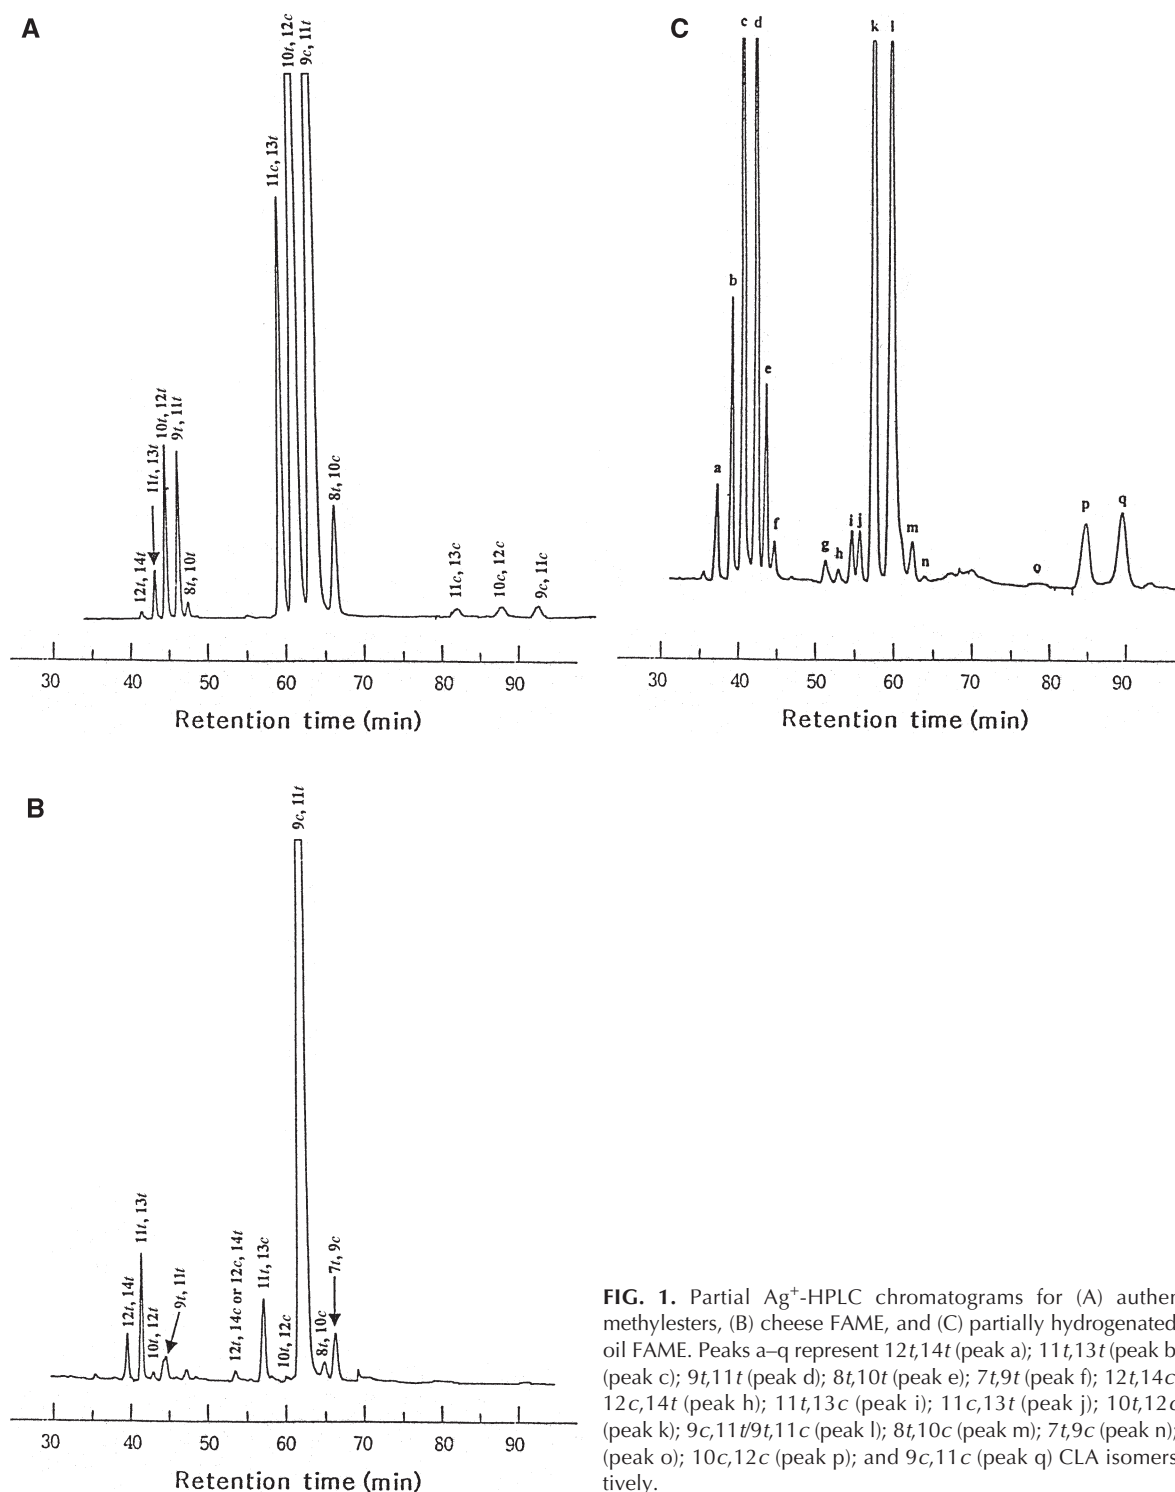 A
12t, 14t
11t, 13t
10t, 12t
9t, 11t
8t, 10t
11c, 13t
10t, 12c
9c, 11t
8t, 10c
11c, 13c
10c, 12c
9c, 11c
30 40 50 60 70 80 90
Retention time (min)
C
a
b
c
d
e
f
g
h
i
j
k
l
m
n
o
p
q
30 40 50 60 70 80 90
Retention time (min)
B
12t, 14t
11t, 13t
10t, 12t
9t, 11t
12t, 14c or 12c, 14t
11t, 13c
10t, 12c
9c, 11t
8t, 10c
7t, 9c
30 40 50 60 70 80 90
Retention time (min)
FIG. 1. Partial Ag+-HPLC chromatograms for (A) authen
methylesters, (B) cheese FAME, and (C) partially hydrogenated
oil FAME. Peaks a–q represent 12t,14t (peak a); 11t,13t (peak b
(peak c); 9t,11t (peak d); 8t,10t (peak e); 7t,9t (peak f); 12t,14c
12c,14t (peak h); 11t,13c (peak i); 11c,13t (peak j); 10t,12c
(peak k); 9c,11t/9t,11c (peak l); 8t,10c (peak m); 7t,9c (peak n);
(peak o); 10c,12c (peak p); and 9c,11c (peak q) CLA isomers
tively.